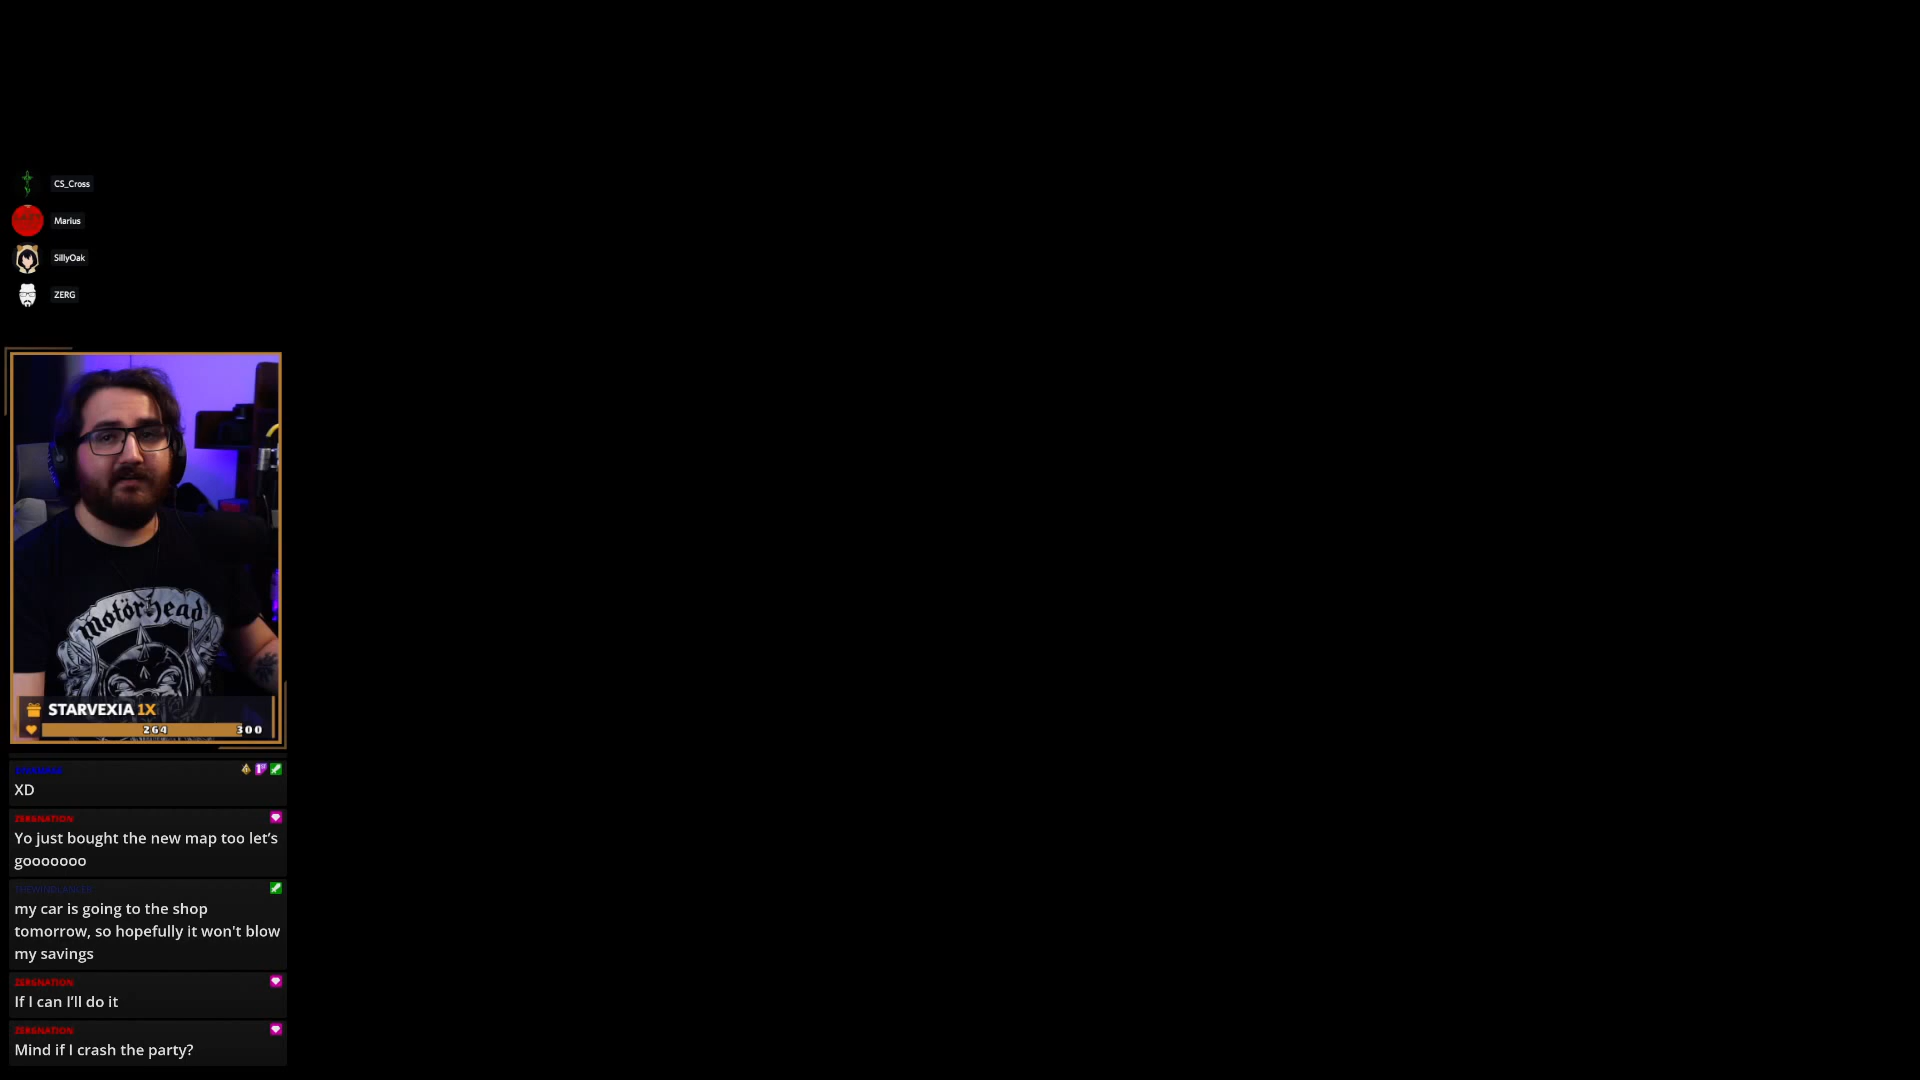 CS_Cross
Marius
SillyOak
ZERG
motörhead
STARVEXIA 1X
264 300
XD
ZERGNATION
Yo just bought the new map too let's
gooooooo
THEWINDLANCER
my car is going to the shop
tomorrow, so hopefully it won't blow
my savings
ZERGNATION
If I can I'll do it
ZERGNATION
Mind if I crash the party?